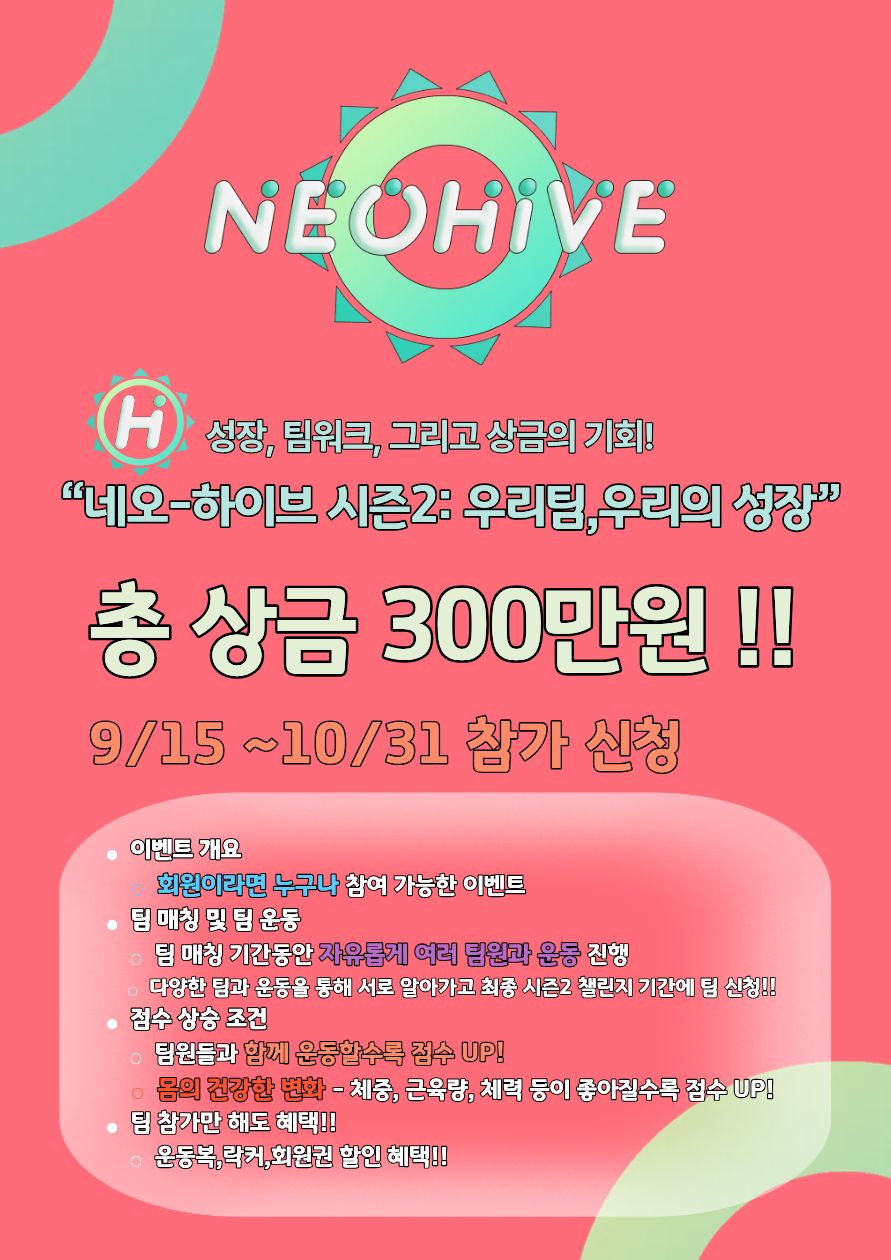 NEOHiVE
H
성장, 팀워크, 그리고 상금의 기회!
“네오-하이브 시즌2: 우리팀,우리의 성장”
총 상금 300만원 !!
9/15 ~10/31 참가 신청
이벤트 개요
회원이라면 누구나 참여 가능한 이벤트
팀 매칭 및 팀 운동
팀 매칭 기간동안 자유롭게 여러 팀원과 운동 진행
다양한 팀과 운동을 통해 서로 알아가고 최종 시즌2 챌린지 기간에 팀 신청!!
점수 상승 조건
팀원들과 함께 운동할수록 점수 UP!
몸의 건강한 변화 - 체중, 근육량, 체력 등이 좋아질수록 점수 UP!
팀 참가만 해도 혜택!!
운동복,락커,회원권 할인 혜택!!